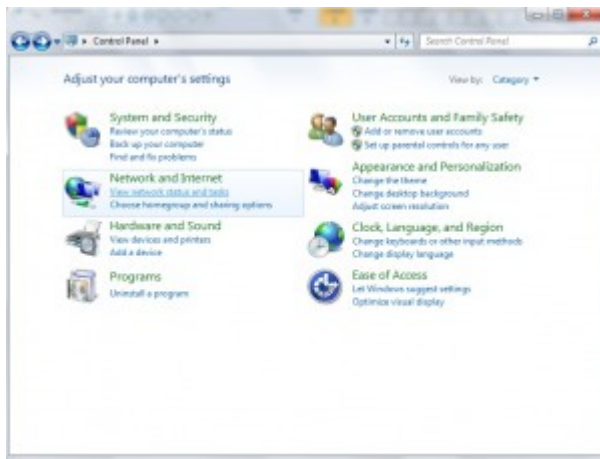 Control Panel
Search Control Panel
Adjust your computer's settings
View by: Category
System and Security
Review your computer's status
Back up your computer
Find and fix problems
Network and Internet
View network status and tasks
Choose homegroup and sharing options
Hardware and Sound
View devices and printers
Add a device
Programs
Uninstall a program
User Accounts and Family Safety
Add or remove user accounts
Set up parental controls for any user
Appearance and Personalization
Change the theme
Change desktop background
Adjust screen resolution
Clock, Language, and Region
Change keyboards or other input methods
Change display language
Ease of Access
Let Windows suggest settings
Optimize visual display